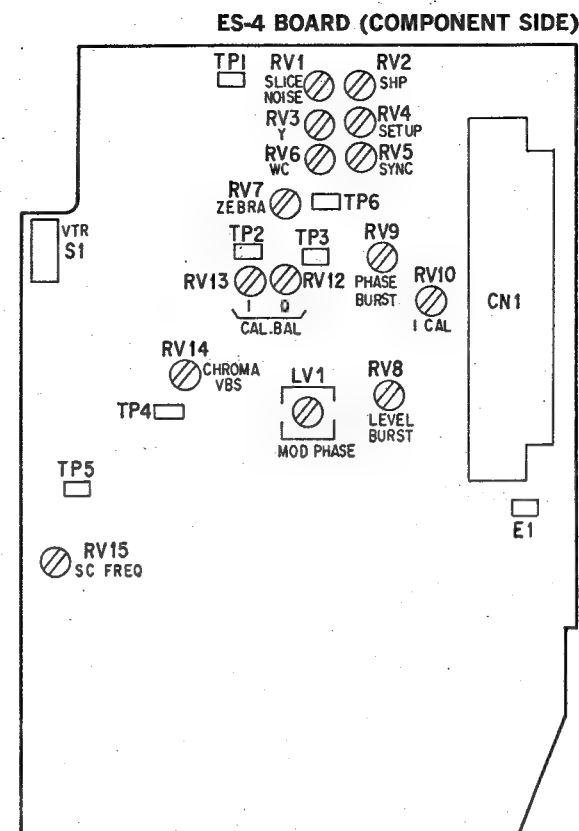 ES-4 BOARD (COMPONENT SIDE)
TP1
RV1
SLICE
NOISE
RV2
SHP
RV3
Y
RV4
SETUP
RV6
WC
RV5
SYNC
RV7
ZEBRA
TP6
VTR
S1
TP2
TP3
RV9
PHASE
BURST
RV13
RV12
I
Q
CAL.BAL
RV10
I CAL
CN1
RV14
CHROMA
VBS
LV1
MOD PHASE
RV8
LEVEL
BURST
TP4
TP5
E1
RV15
SC FREQ